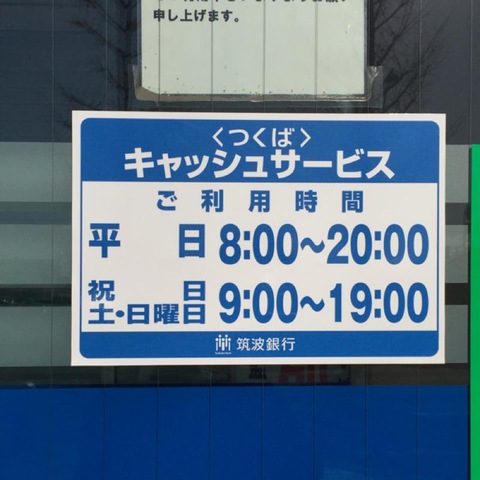 申し上げます。
〈つくば〉
キャッシュサービス
ご利用時間
平日 8:00~20:00
祝日
土・日曜日 9:00~19:00
筑波銀行